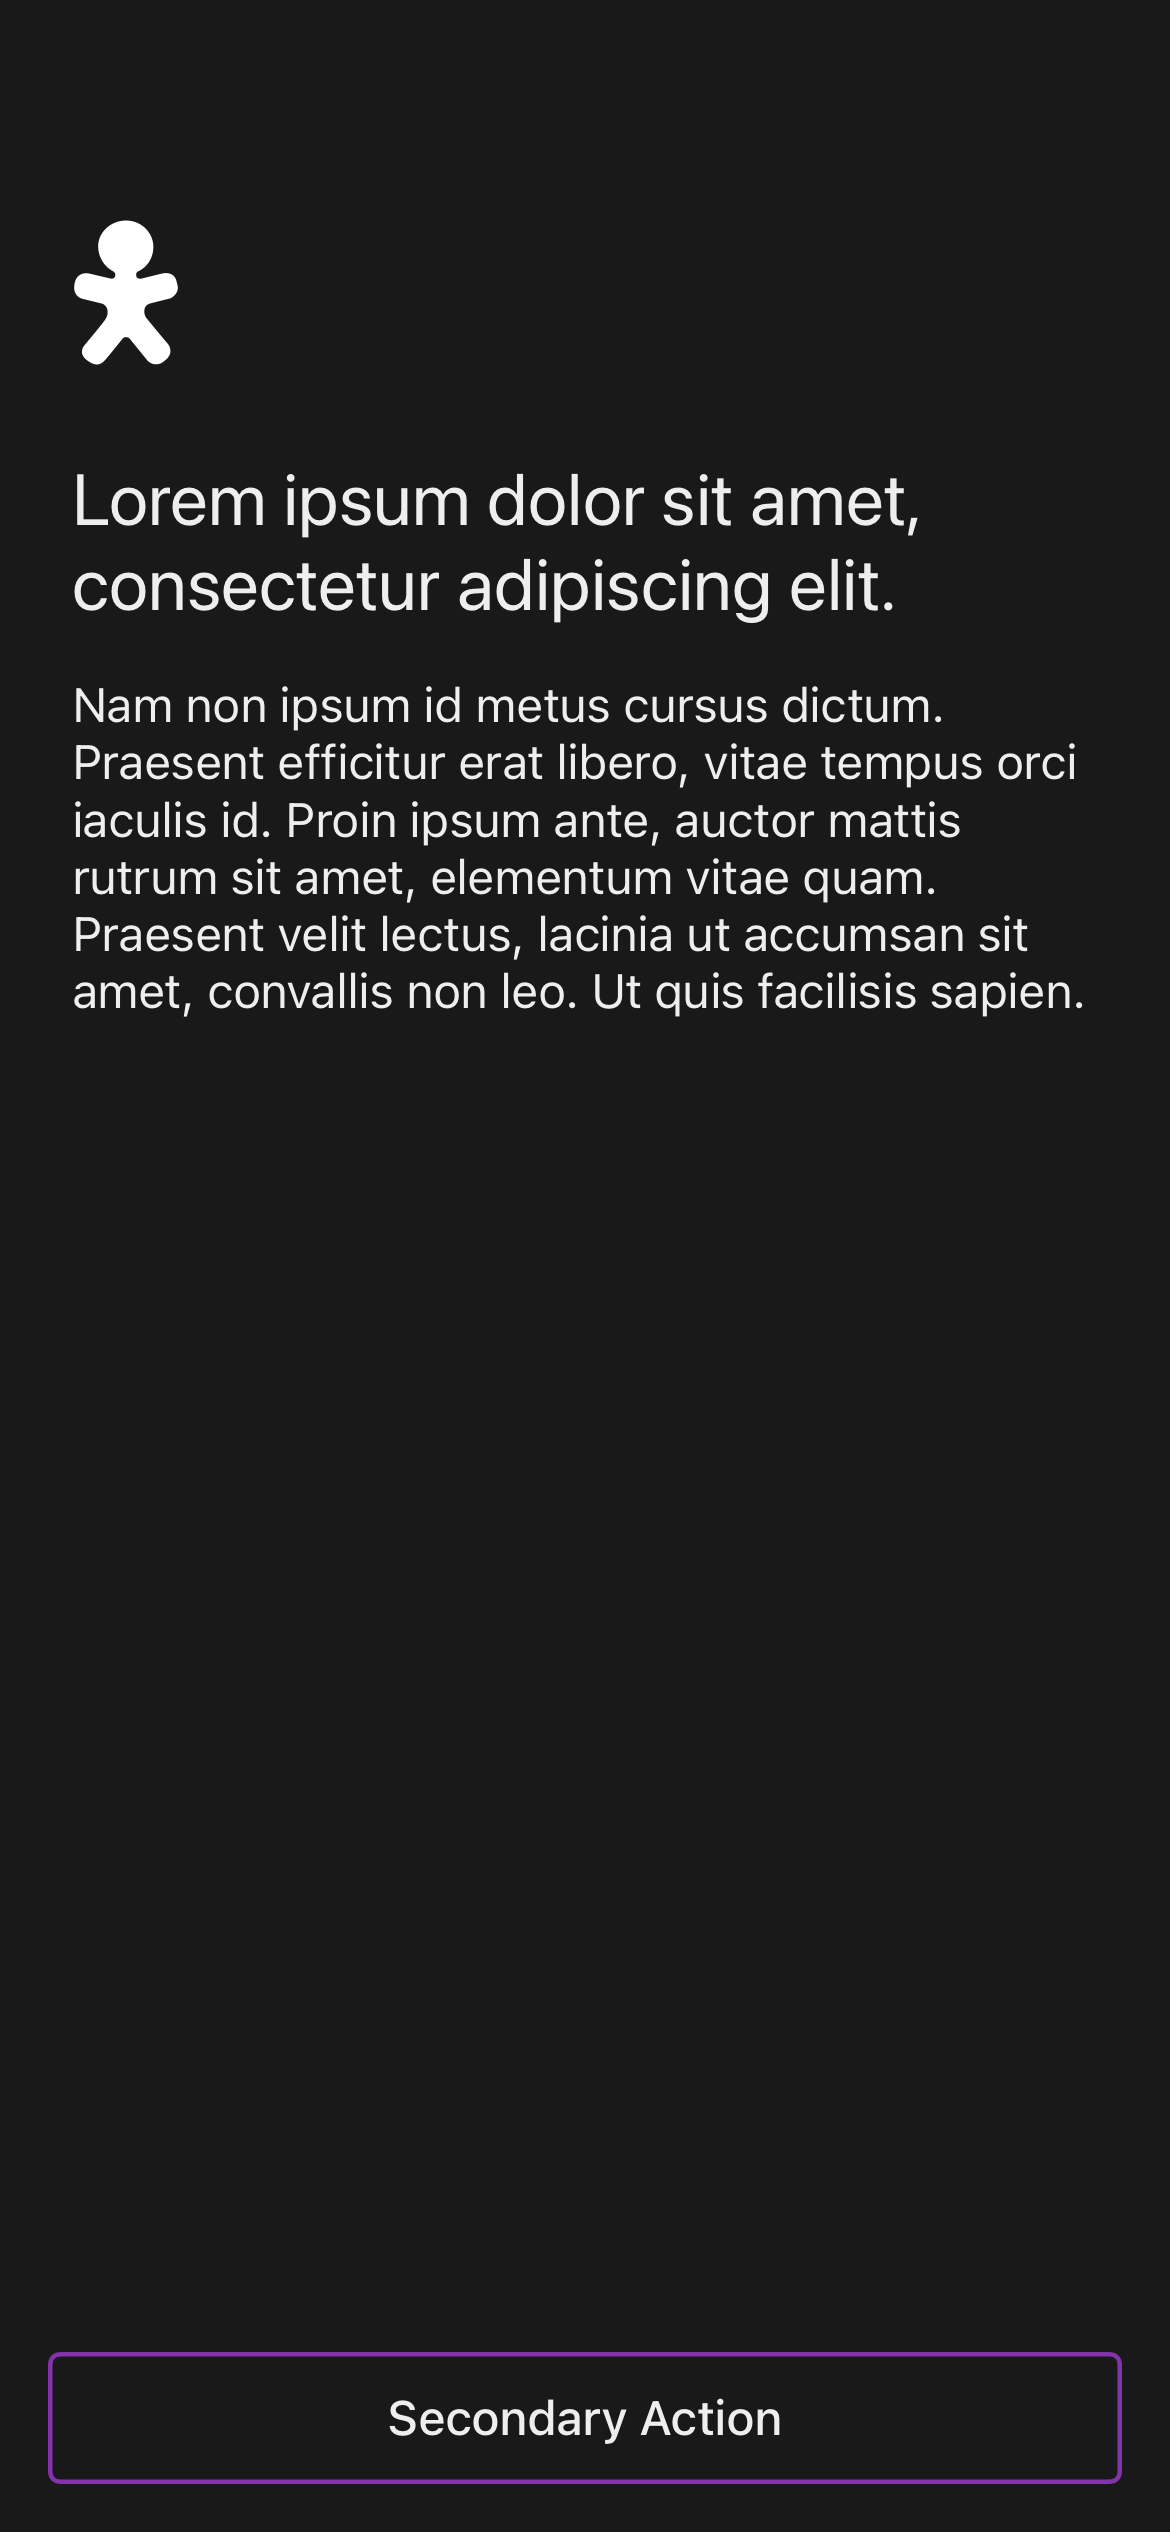 Lorem ipsum dolor sit amet,
consectetur adipiscing elit.
Nam non ipsum id metus cursus dictum.
Praesent efficitur erat libero, vitae tempus orci
iaculis id. Proin ipsum ante, auctor mattis
rutrum sit amet, elementum vitae quam.
Praesent velit lectus, lacinia ut accumsan sit
amet, convallis non leo. Ut quis facilisis sapien.
Secondary Action